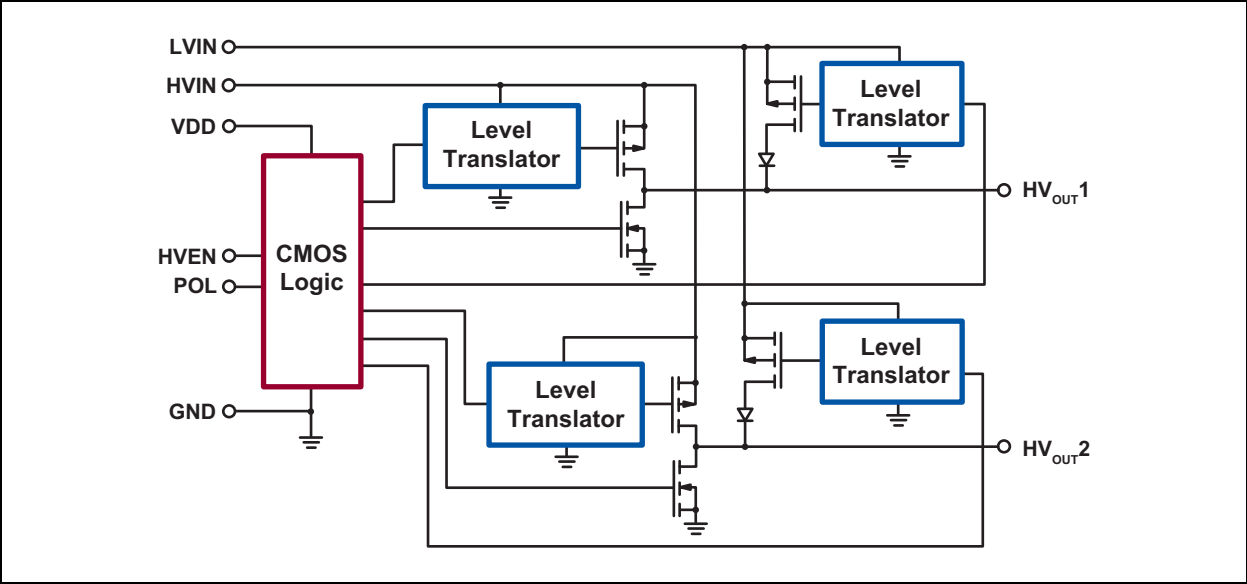 LVIN
HVIN
VDD
HVEN
POL
GND
CMOS
Logic
Level
Translator
Level
Translator
Level
Translator
Level
Translator
HVOUT1
HVOUT2